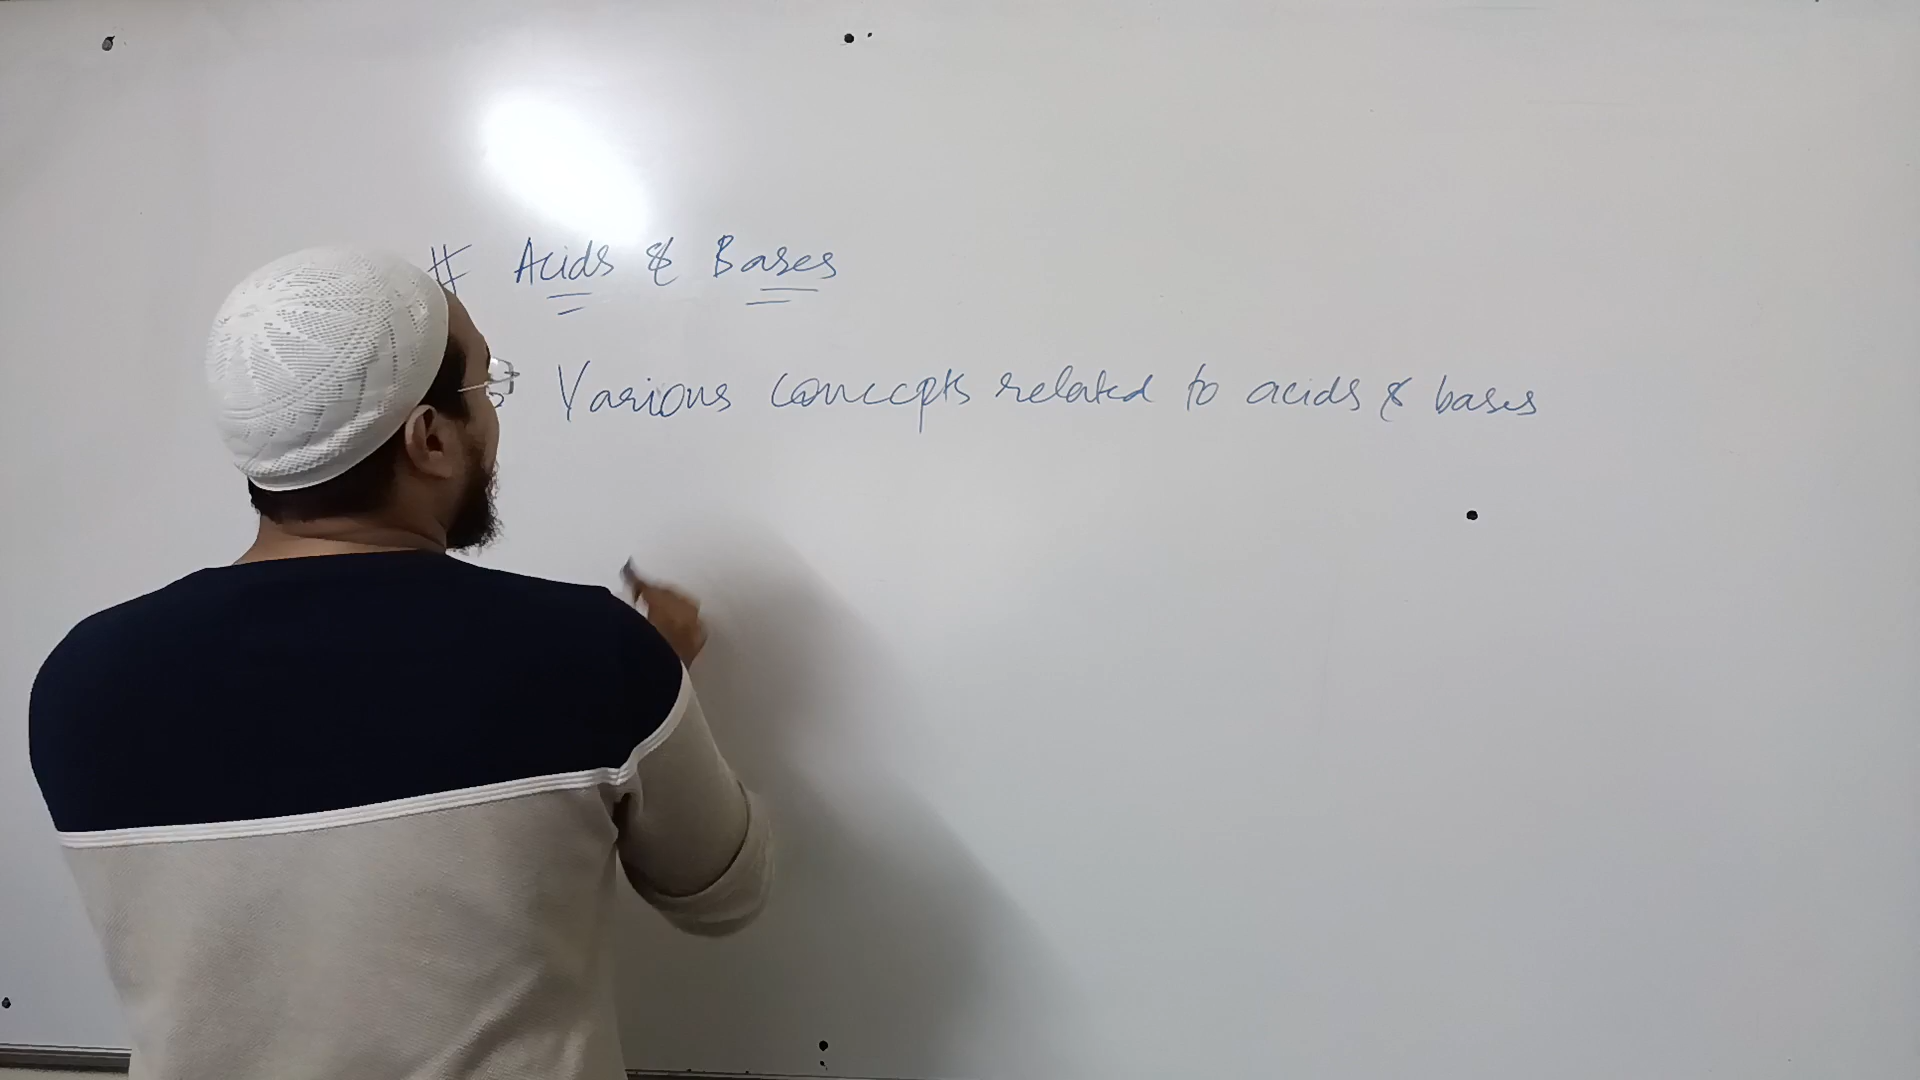 # Acids & Bases
Various concepts related to acids & bases